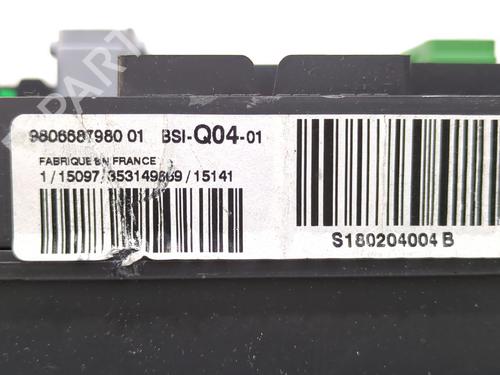 9806687980 01 BSI-Q04-01
FABRIQUE EN FRANCE
1/15097/353149869/15141
S180204004 B